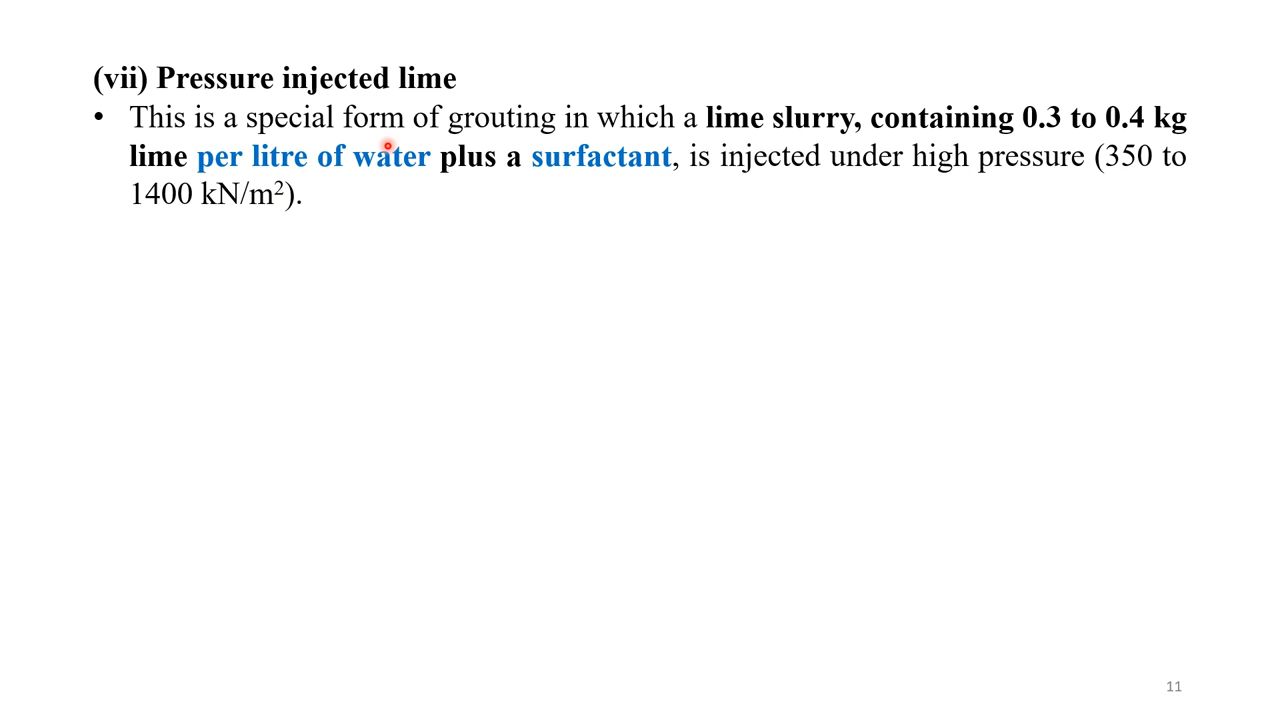 (vii) Pressure injected lime
• This is a special form of grouting in which a lime slurry, containing 0.3 to 0.4 kg
lime per litre of water plus a surfactant, is injected under high pressure (350 to
1400 kN/m²).
11